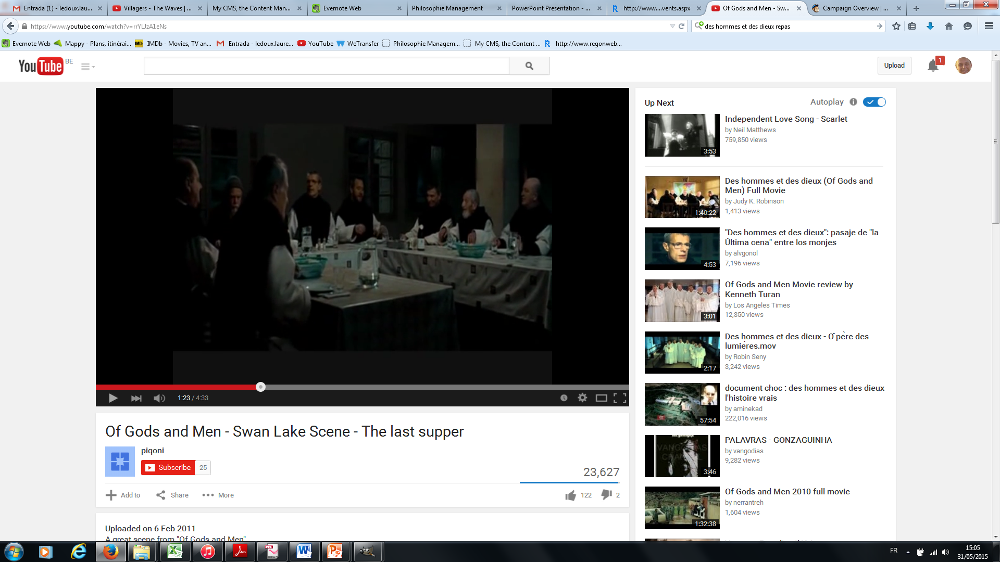 Entrada (1) - ledoux.lau...
Villagers - The Waves | ...
My CMS, the Content Man...
Evernote Web
Philosophie Management
PowerPoint Presentation - ...
http://www....vents.aspx
Of Gods and Men - Sw...
Campaign Overview | ...
https://www.youtube.com/watch?v=rrYLJzA1eNs
des hommes et des dieux repas
Evernote Web
Mappy - Plans, itinérai...
IMDb - Movies, TV an...
Entrada - ledoux.laure...
YouTube
WeTransfer
Philosophie Managem...
My CMS, the Content ...
http://www.regonweb...
YouTube BE
Upload
1
1:23 / 4:33
Of Gods and Men - Swan Lake Scene - The last supper
piqoni
Subscribe 25
23,627
Add to
Share
More
122
2
Uploaded on 6 Feb 2011
A great scene from "Of Gods and Men"
Up Next
Autoplay
Independent Love Song - Scarlet
by Neil Matthews
759,850 views
3:53
Des hommes et des dieux (Of Gods and
Men) Full Movie
by Judy K. Robinson
1,413 views
1:40:22
"Des hommes et des dieux": pasaje de "la
Última cena" entre los monjes
by alvgonol
7,196 views
4:53
Of Gods and Men Movie review by
Kenneth Turan
by Los Angeles Times
12,350 views
3:01
Des hommes et des dieux - Ô père des
lumières.mov
by Robin Seny
3,242 views
2:17
document choc : des hommes et des dieux
l'histoire vrais
by aminekad
222,016 views
57:54
PALAVRAS - GONZAGUINHA
by vangodias
9,282 views
VANGODIAS
CHANNEL
3:46
Of Gods and Men 2010 full movie
by nerrantreh
1,604 views
1:32:38
FR
15:05
31/05/2015